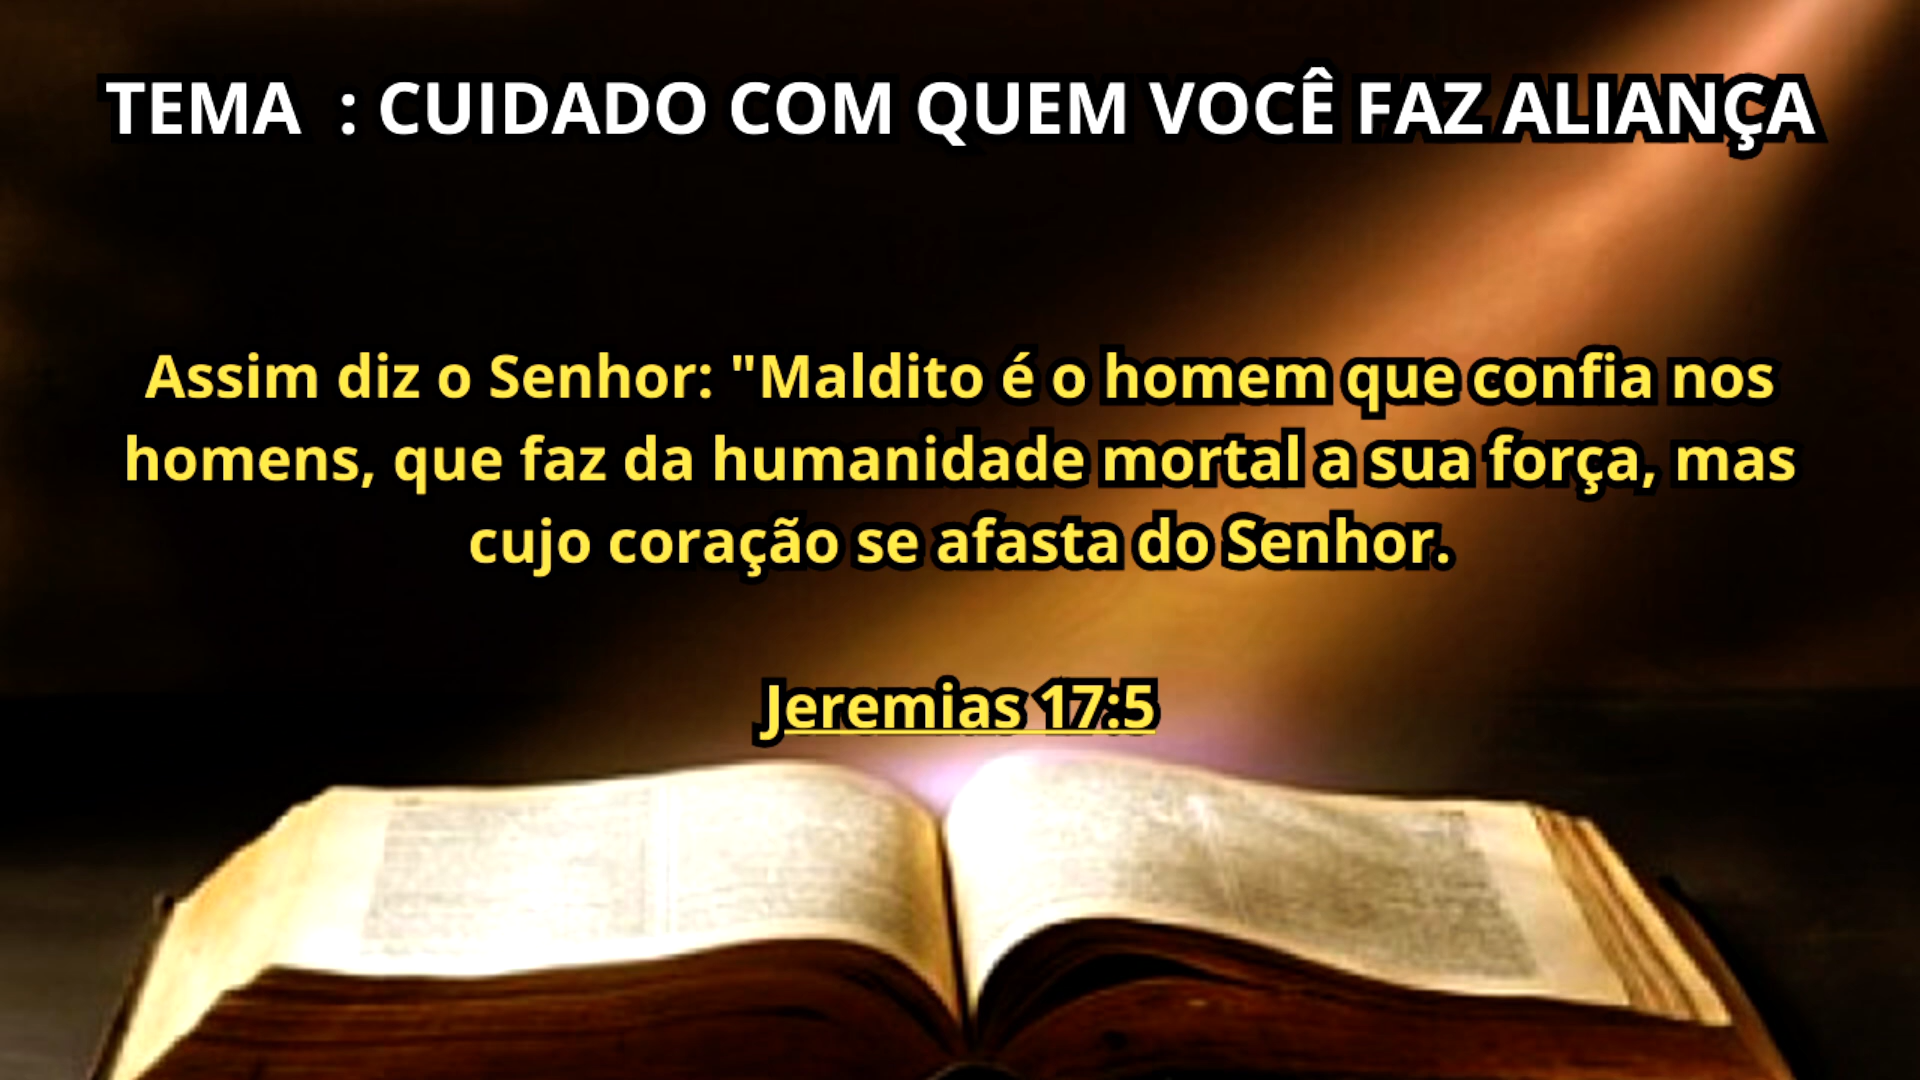 TEMA : CUIDADO COM QUEM VOCÊ FAZ ALIANÇA
Assim diz o Senhor: "Maldito é o homem que confia nos
homens, que faz da humanidade mortal a sua força, mas
cujo coração se afasta do Senhor.
Jeremias 17:5